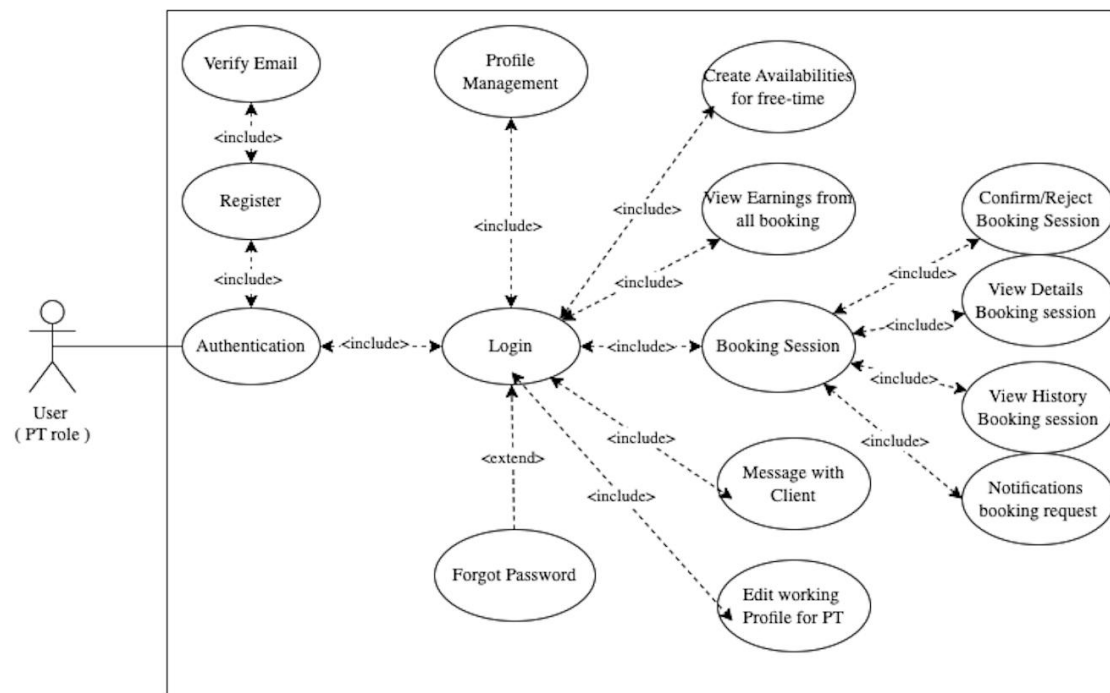 Verify Email
Profile
Management
Create Availabilities
for free-time
<include>
Register
<include>
<include>
<include>
View Earnings from
all booking
<include>
Confirm/Reject
Booking Session
<include>
View Details
Booking session
<include>
Authentication
<include>
Login
<include>
Booking Session
User
( PT role )
<include>
View History
Booking session
<include>
<include>
<extend>
Message with
Client
Notifications
booking request
<include>
Forgot Password
Edit working
Profile for PT